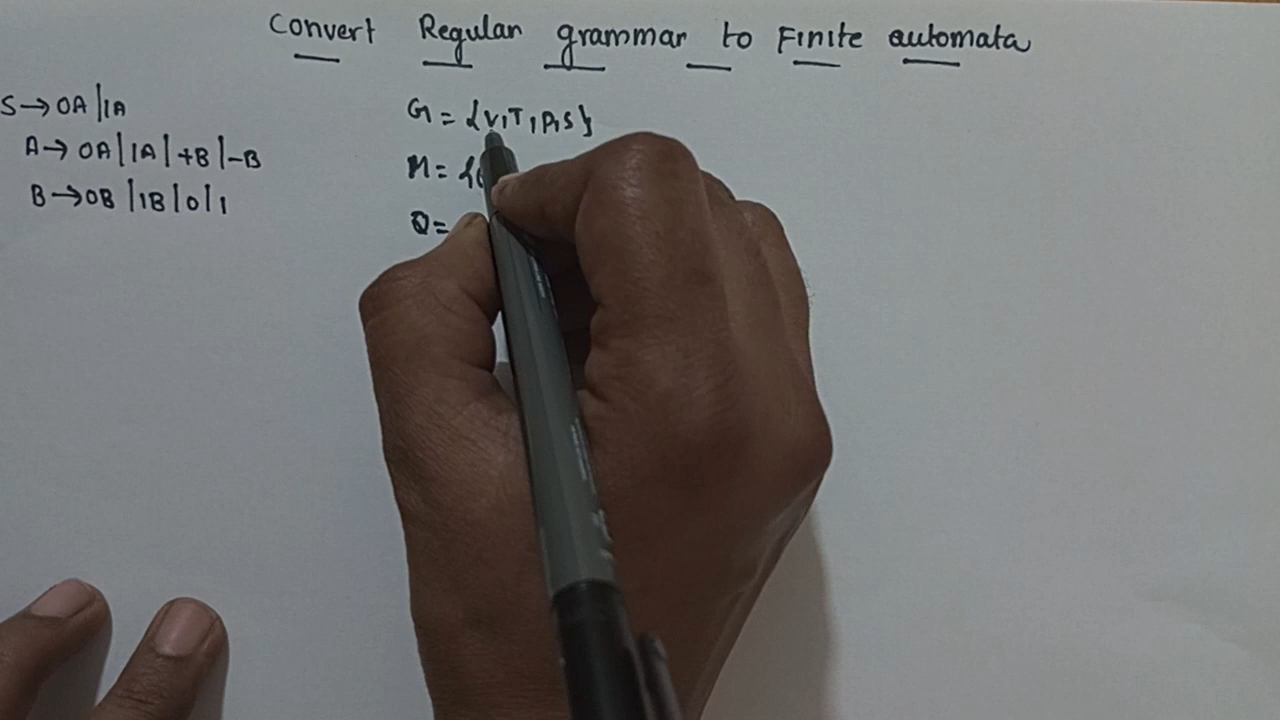 Convert Regular grammar to Finite automata
S→0A|1A
A→0A|1A|+B|-B
B→0B|1B|0|1
G = {V,T,P,S}
M = {
Q =